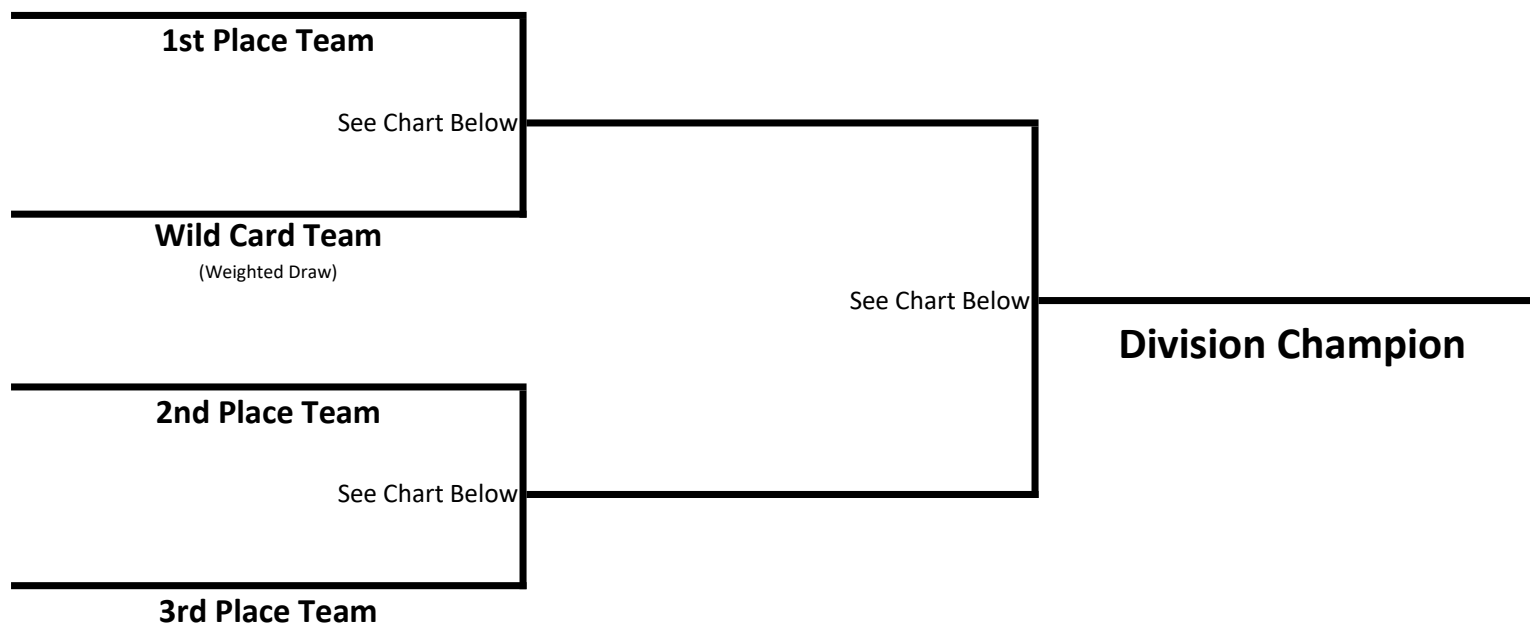 1st Place Team
See Chart Below
Wild Card Team
(Weighted Draw)
See Chart Below
Division Champion
2nd Place Team
See Chart Below
3rd Place Team